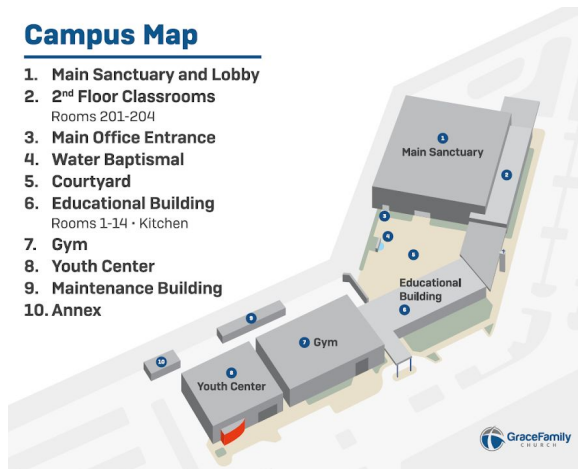 Campus Map
1. Main Sanctuary and Lobby
2. 2nd Floor Classrooms
Rooms 201-204
3. Main Office Entrance
4. Water Baptismal
5. Courtyard
6. Educational Building
Rooms 1-14 · Kitchen
7. Gym
8. Youth Center
9. Maintenance Building
10. Annex
1
Main Sanctuary
2
3
4
5
Educational
Building
6
9
7 Gym
10
8
Youth Center
GraceFamily
CHURCH